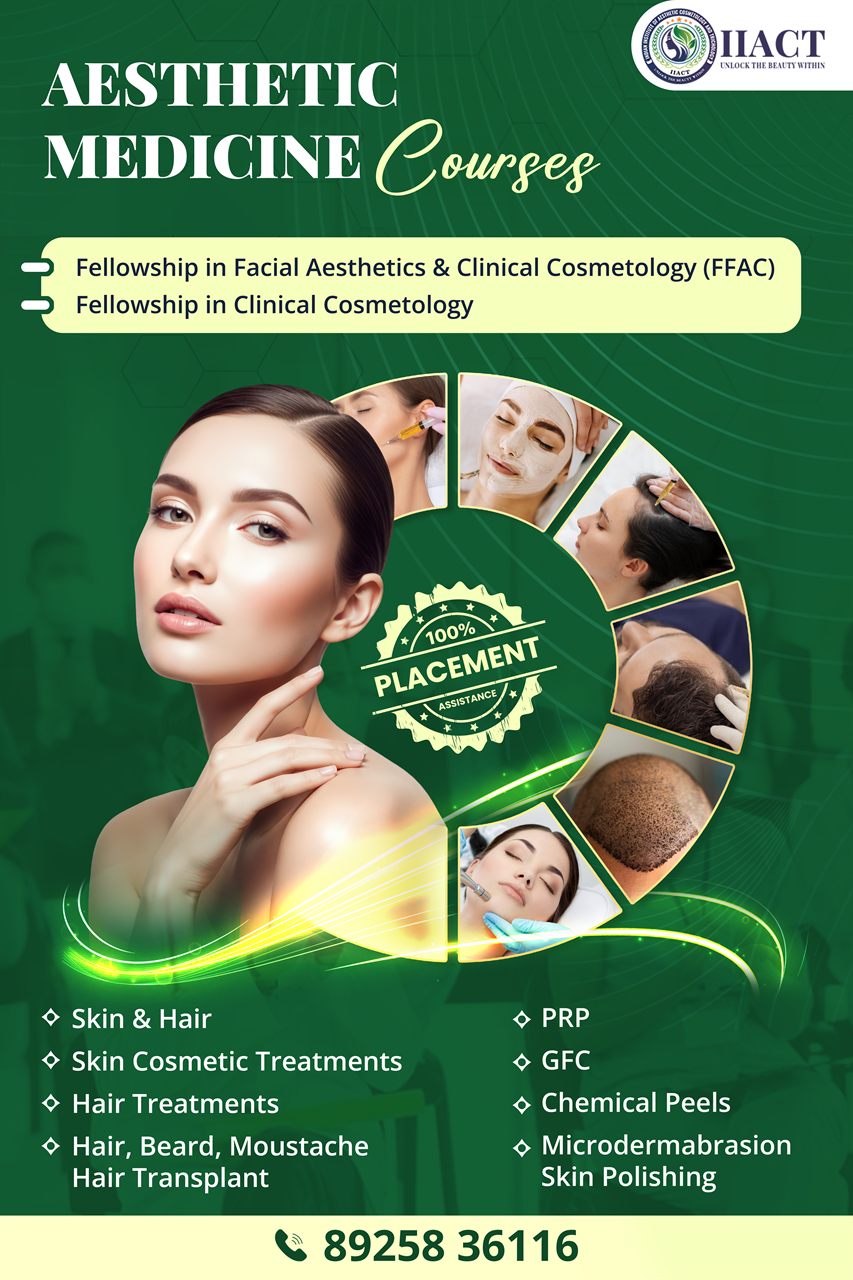 IIACT
UNLOCK THE BEAUTY WITHIN
AESTHETIC
MEDICINE Courses
Fellowship in Facial Aesthetics & Clinical Cosmetology (FFAC)
Fellowship in Clinical Cosmetology
100%
PLACEMENT
ASSISTANCE
Skin & Hair
Skin Cosmetic Treatments
Hair Treatments
Hair, Beard, Moustache
Hair Transplant
PRP
GFC
Chemical Peels
Microdermabrasion
Skin Polishing
89258 36116